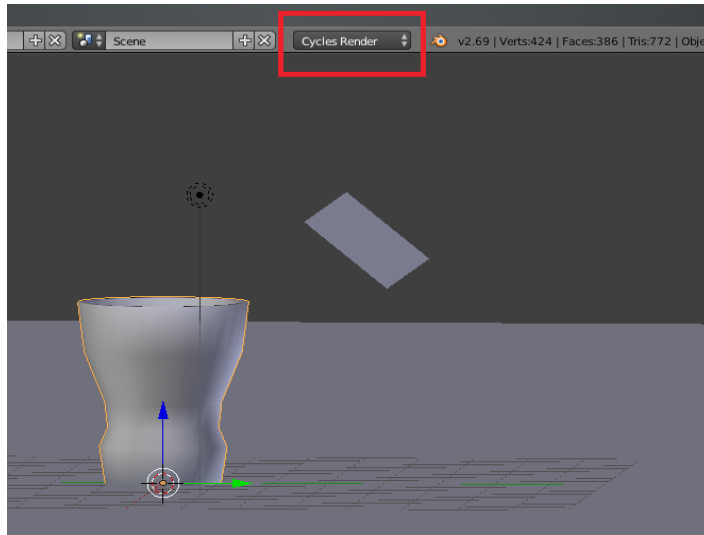 Scene
Cycles Render
v2.69 | Verts:424 | Faces:386 | Tris:772 | Obje